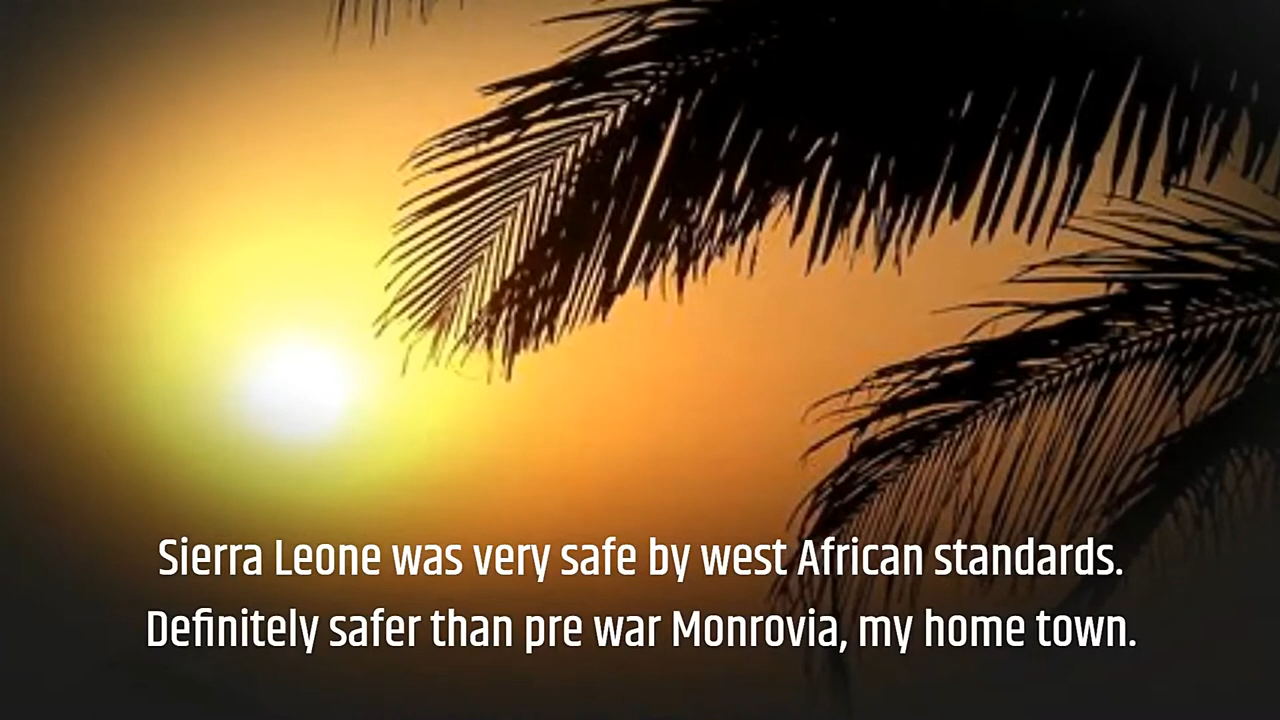 Sierra Leone was very safe by west African standards.
Definitely safer than pre war Monrovia, my home town.